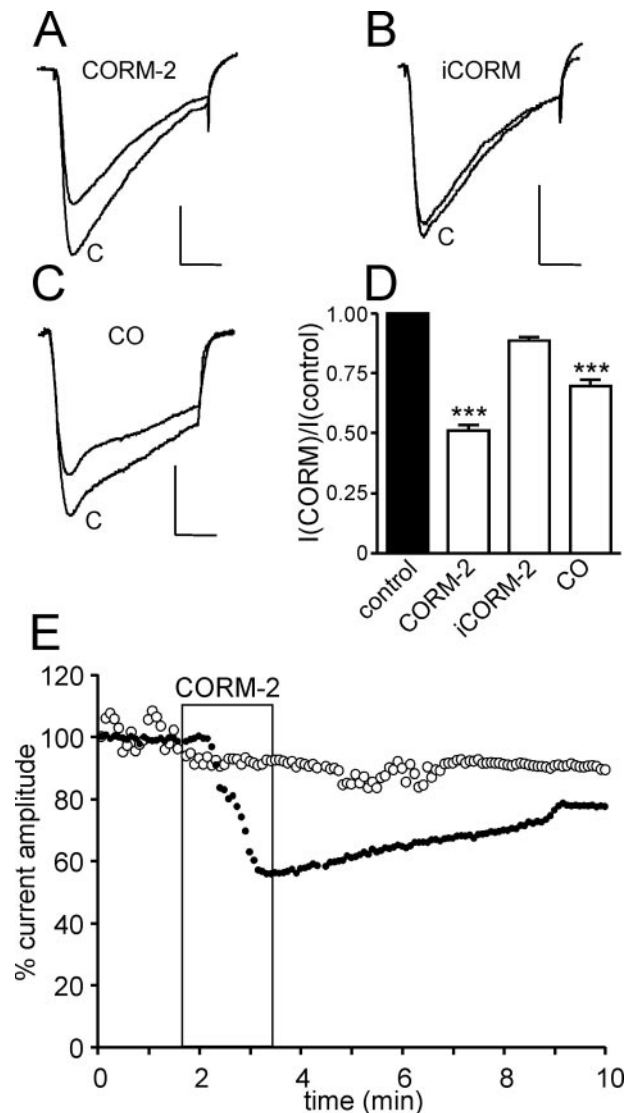 A
CORM-2
C
B
iCORM
C
C
CO
C
D
I(CORM)/I(control)
1.00
0.75
0.50
0.25
0
***
***
control
CORM-2
iCORM-2
CO
E
CORM-2
% current amplitude
120
100
80
60
40
20
0
0
2
4
6
8
10
time (min)